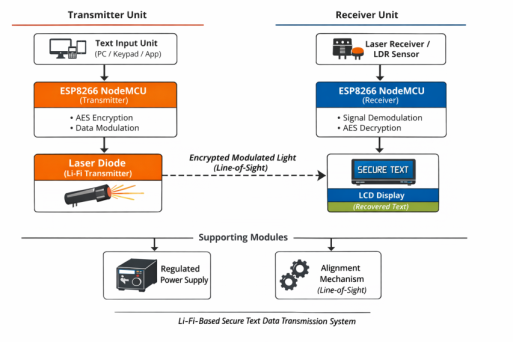 Transmitter Unit
Text Input Unit
(PC / Keypad / App)
ESP8266 NodeMCU
(Transmitter)
• AES Encryption
• Data Modulation
Laser Diode
(Li-Fi Transmitter)
Encrypted Modulated Light
(Line-of-Sight)
Receiver Unit
Laser Receiver /
LDR Sensor
ESP8266 NodeMCU
(Receiver)
• Signal Demodulation
• AES Decryption
SECURE TEXT
LCD Display
(Recovered Text)
Supporting Modules
Regulated
Power Supply
Alignment
Mechanism
(Line-of-Sight)
Li-Fi-Based Secure Text Data Transmission System